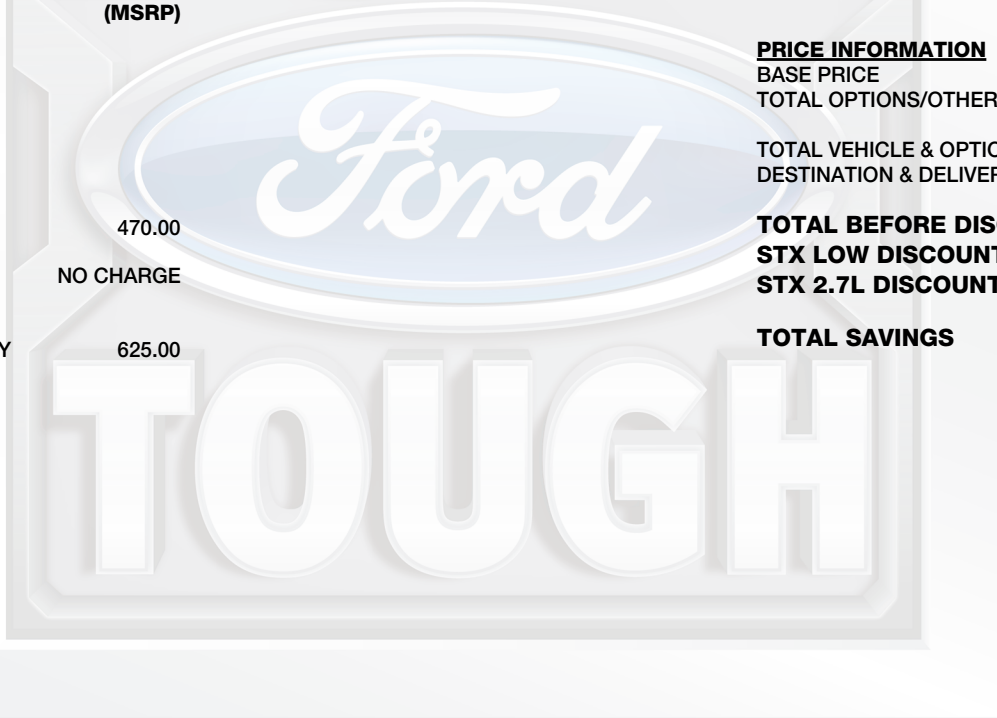 (MSRP)
470.00
NO CHARGE
Y 625.00
PRICE INFORMATION
BASE PRICE
TOTAL OPTIONS/OTHER
TOTAL VEHICLE & OPTIO
DESTINATION & DELIVER
TOTAL BEFORE DIS
STX LOW DISCOUNT
STX 2.7L DISCOUNT
TOTAL SAVINGS
Ford
TOUGH